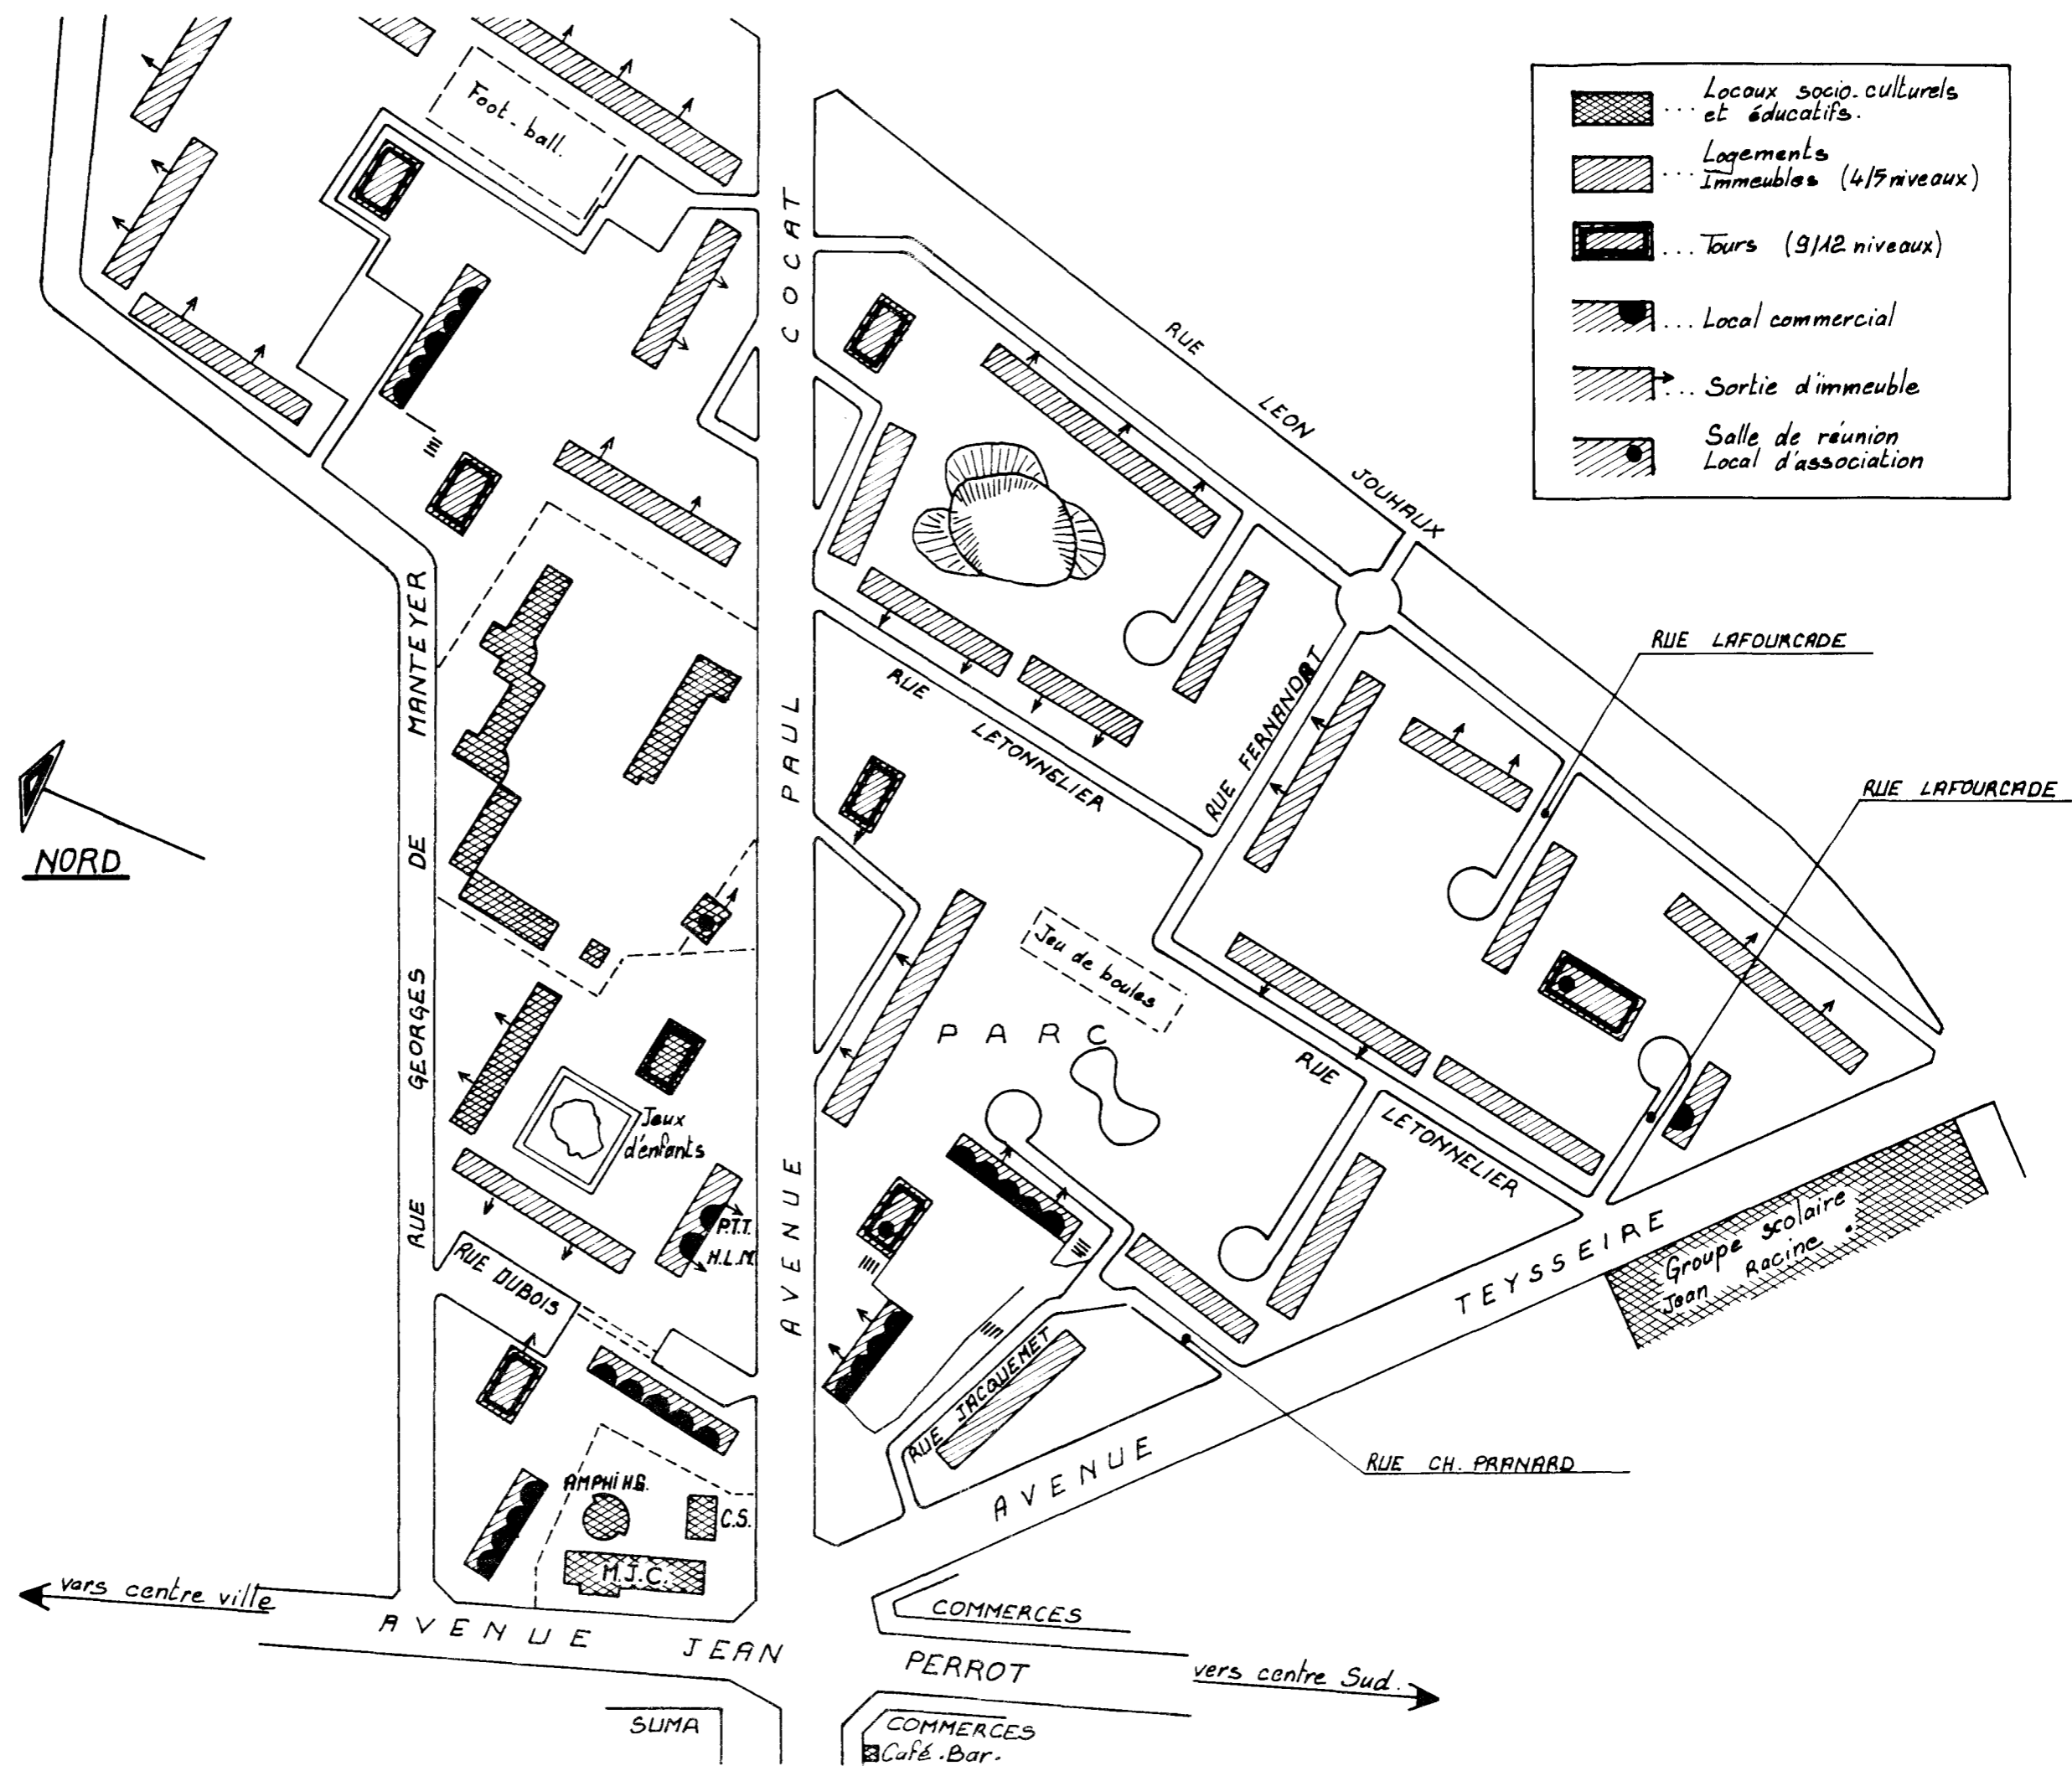 Foot-ball.
Locaux socio-culturels
et éducatifs.
Logements
Immeubles (4/5 niveaux)
Tours (9/12 niveaux)
Local commercial
Sortie d'immeuble
Salle de réunion
Local d'association
AVENUE PAUL COCAT
RUE LEON JOUHAUX
RUE GEORGES DE MANTEYER
NORD
RUE LETONNELIER
RUE FERNANDRT
RUE LAFOURCADE
RUE LAFOURCADE
Jeu de boules
PARC
RUE LETONNELIER
Jeux
d'enfants
P.T.T.
H.L.M.
RUE DUBOIS
AVENUE TEYSSEIRE
Groupe scolaire
Jean Racine
RUE JACQUEMET
RUE CH. PRANARD
AMPHI H.G.
C.S.
M.J.C.
vers centre ville
AVENUE JEAN PERROT
COMMERCES
vers centre Sud.
SUMA
COMMERCES
Café.Bar.